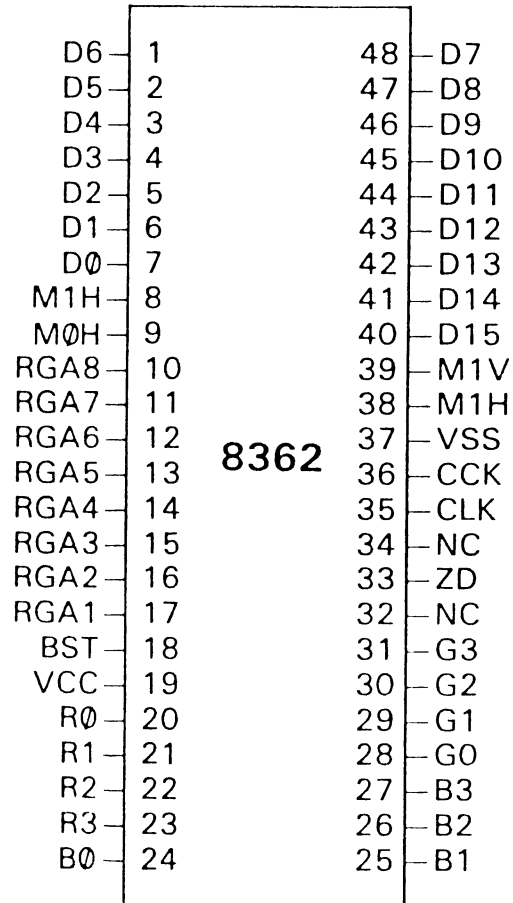 D6 1 48 D7
D5 2 47 D8
D4 3 46 D9
D3 4 45 D10
D2 5 44 D11
D1 6 43 D12
DØ 7 42 D13
M1H 8 41 D14
MØH 9 40 D15
RGA8 10 39 M1V
RGA7 11 38 M1H
RGA6 12 37 VSS
8362
RGA5 13 36 CCK
RGA4 14 35 CLK
RGA3 15 34 NC
RGA2 16 33 ZD
RGA1 17 32 NC
BST 18 31 G3
VCC 19 30 G2
RØ 20 29 G1
R1 21 28 G0
R2 22 27 B3
R3 23 26 B2
BØ 24 25 B1